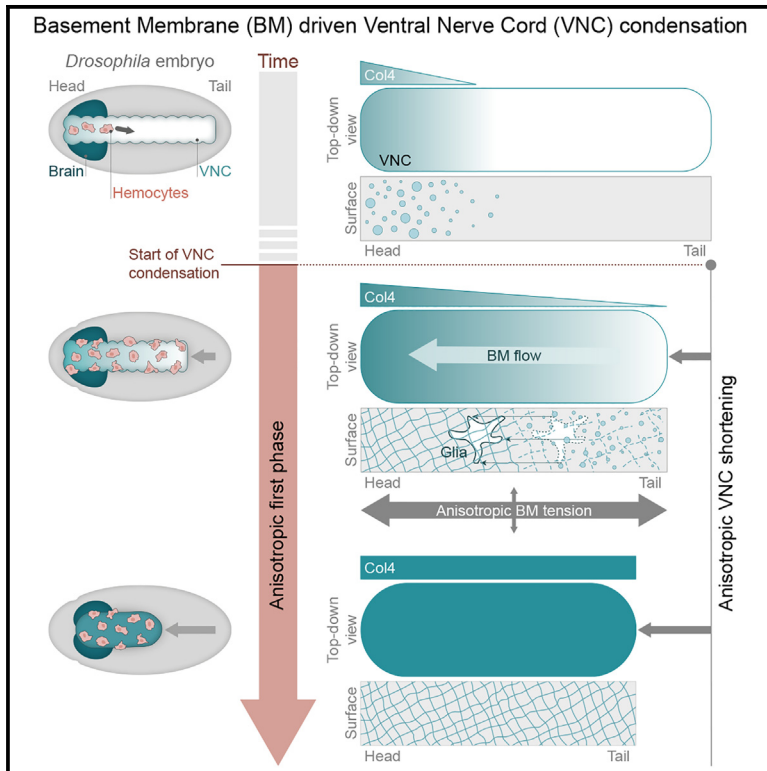 Basement Membrane (BM) driven Ventral Nerve Cord (VNC) condensation
Drosophila embryo
Time
Head
Tail
Brain
VNC
Hemocytes
Col4
Top-down
view
VNC
Surface
Head
Tail
Start of VNC
condensation
Anisotropic first phase
Col4
Top-down
view
BM flow
Surface
Glia
Head
Tail
Anisotropic BM tension
Anisotropic VNC shortening
Col4
Top-down
view
Surface
Head
Tail